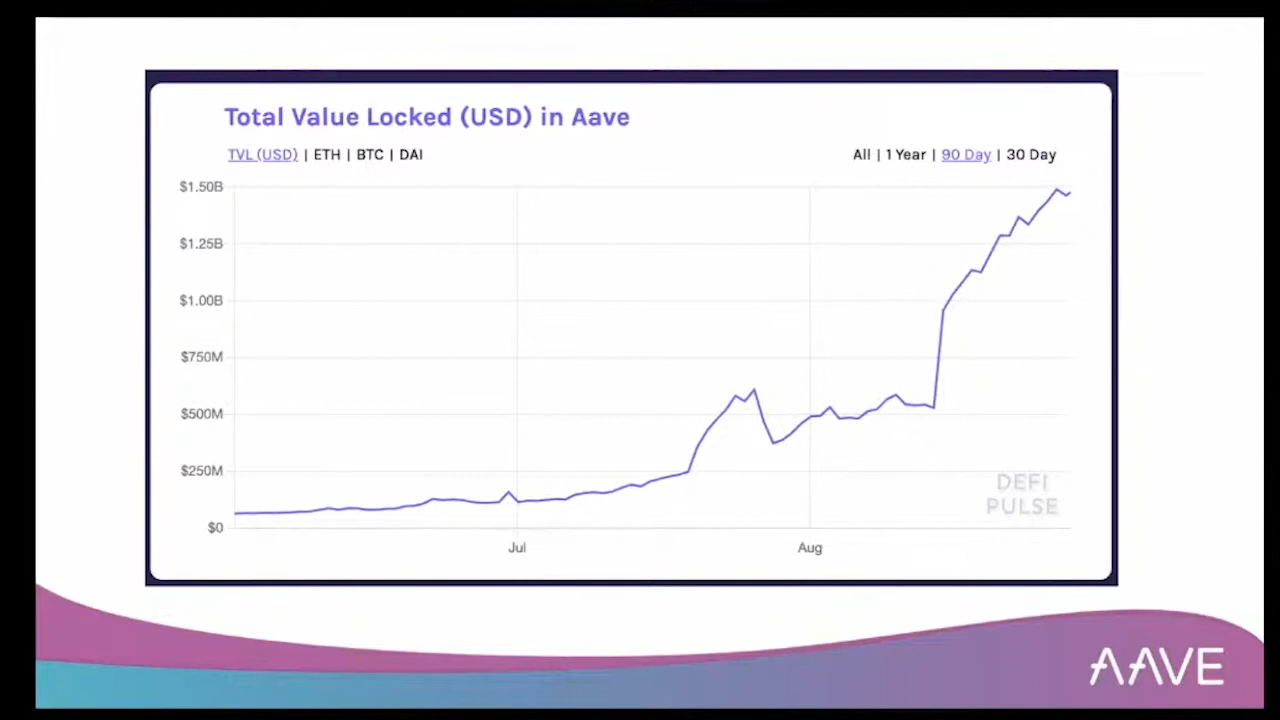 Total Value Locked (USD) in Aave
TVL (USD) | ETH | BTC | DAI
All | 1 Year | 90 Day | 30 Day
$1.50B
$1.25B
$1.00B
$750M
$500M
$250M
$0
Jul
Aug
DEFI
PULSE
AAVE